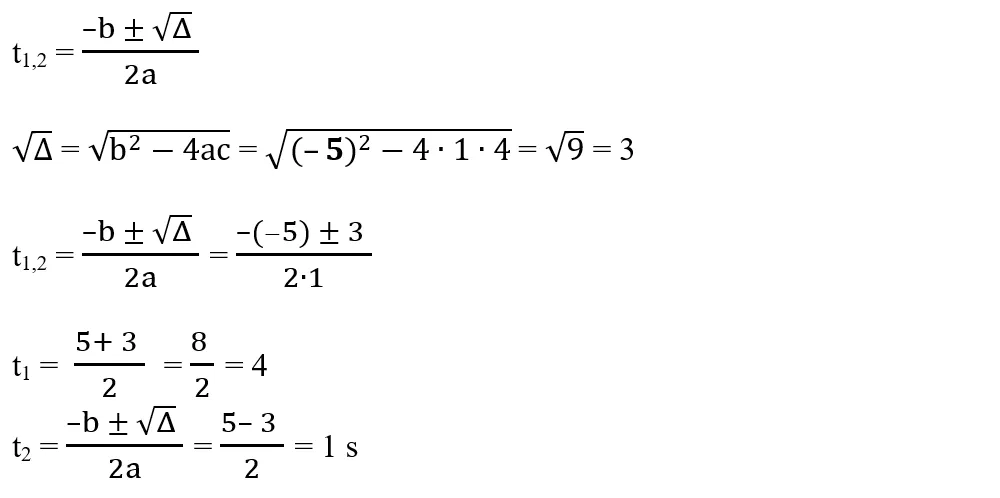 t1,2 = (–b ± √Δ)/(2a)
√Δ = √(b² − 4ac) = √((– 5)² − 4 · 1 · 4) = √9 = 3
t1,2 = (–b ± √Δ)/(2a) = (–(–5) ± 3)/(2·1)
t1 = (5+ 3)/2 = 8/2 = 4
t2 = (–b ± √Δ)/(2a) = (5– 3)/2 = 1 s